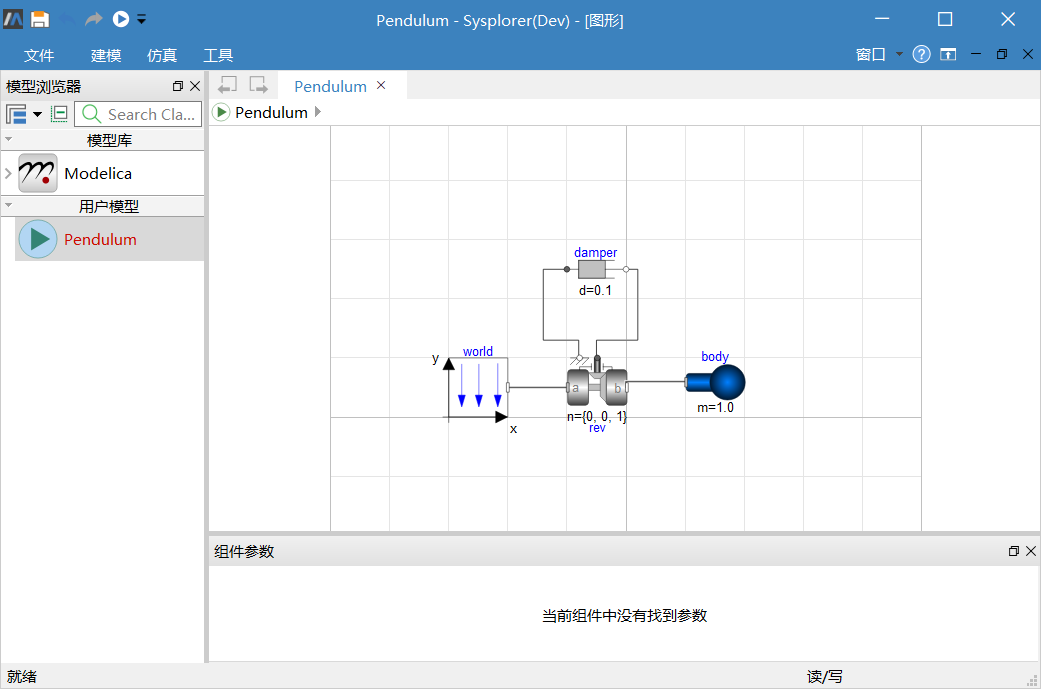 Pendulum - Sysplorer(Dev) - [图形]
文件 建模 仿真 工具 窗口
模型浏览器
Search Cla...
模型库
Modelica
用户模型
Pendulum
Pendulum
Pendulum
damper
d=0.1
y
world
x
a
b
n={0, 0, 1}
rev
body
m=1.0
组件参数
当前组件中没有找到参数
就绪 读/写